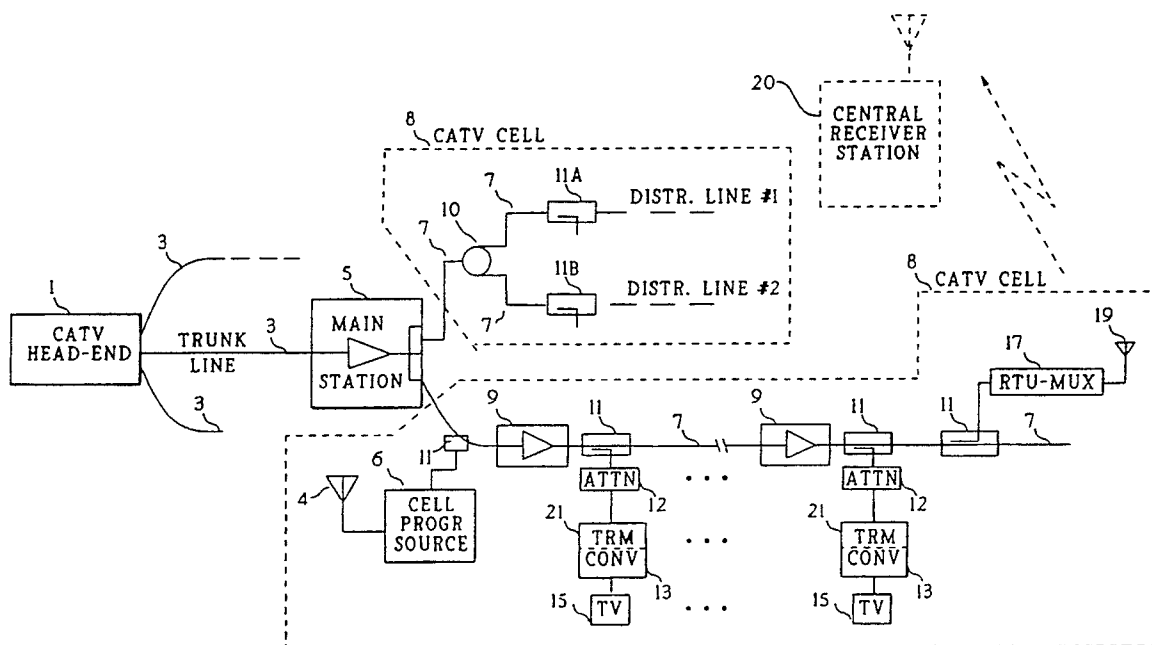 20
CENTRAL
RECEIVER
STATION
8
CATV CELL
7
11A
DISTR. LINE #1
10
7
11B
DISTR. LINE #2
7
3
1
CATV
HEAD-END
TRUNK
LINE
3
3
5
MAIN
STATION
8
CATV CELL
19
17
RTU-MUX
9
11
7
9
11
11
7
11
4
6
CELL
PROGR
SOURCE
ATTN
12
...
ATTN
12
21
TRM
CONV
13
...
21
TRM
CONV
13
15
TV
...
15
TV